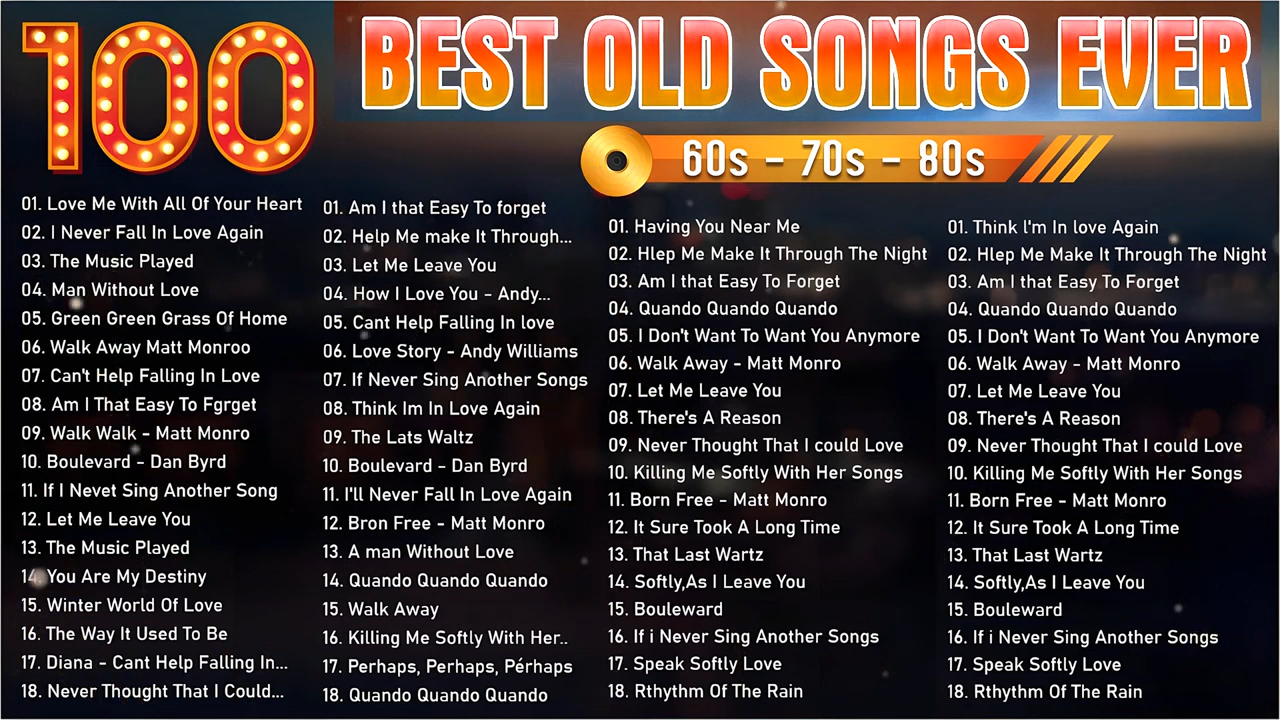 100
BEST OLD SONGS EVER
60s - 70s - 80s
01. Love Me With All Of Your Heart
02. I Never Fall In Love Again
03. The Music Played
04. Man Without Love
05. Green Green Grass Of Home
06. Walk Away Matt Monroo
07. Can't Help Falling In Love
08. Am I That Easy To Fgrget
09. Walk Walk - Matt Monro
10. Boulevard - Dan Byrd
11. If I Nevet Sing Another Song
12. Let Me Leave You
13. The Music Played
14. You Are My Destiny
15. Winter World Of Love
16. The Way It Used To Be
17. Diana - Cant Help Falling In...
18. Never Thought That I Could...
01. Am I that Easy To forget
02. Help Me make It Through...
03. Let Me Leave You
04. How I Love You - Andy...
05. Cant Help Falling In love
06. Love Story - Andy Williams
07. If Never Sing Another Songs
08. Think Im In Love Again
09. The Lats Waltz
10. Boulevard - Dan Byrd
11. I'll Never Fall In Love Again
12. Bron Free - Matt Monro
13. A man Without Love
14. Quando Quando Quando
15. Walk Away
16. Killing Me Softly With Her..
17. Perhaps, Perhaps, Pérhaps
18. Quando Quando Quando
01. Having You Near Me
02. Hlep Me Make It Through The Night
03. Am I that Easy To Forget
04. Quando Quando Quando
05. I Don't Want To Want You Anymore
06. Walk Away - Matt Monro
07. Let Me Leave You
08. There's A Reason
09. Never Thought That I could Love
10. Killing Me Softly With Her Songs
11. Born Free - Matt Monro
12. It Sure Took A Long Time
13. That Last Wartz
14. Softly,As I Leave You
15. Bouleward
16. If i Never Sing Another Songs
17. Speak Softly Love
18. Rthythm Of The Rain
01. Think I'm In love Again
02. Hlep Me Make It Through The Night
03. Am I that Easy To Forget
04. Quando Quando Quando
05. I Don't Want To Want You Anymore
06. Walk Away - Matt Monro
07. Let Me Leave You
08. There's A Reason
09. Never Thought That I could Love
10. Killing Me Softly With Her Songs
11. Born Free - Matt Monro
12. It Sure Took A Long Time
13. That Last Wartz
14. Softly,As I Leave You
15. Bouleward
16. If i Never Sing Another Songs
17. Speak Softly Love
18. Rthythm Of The Rain